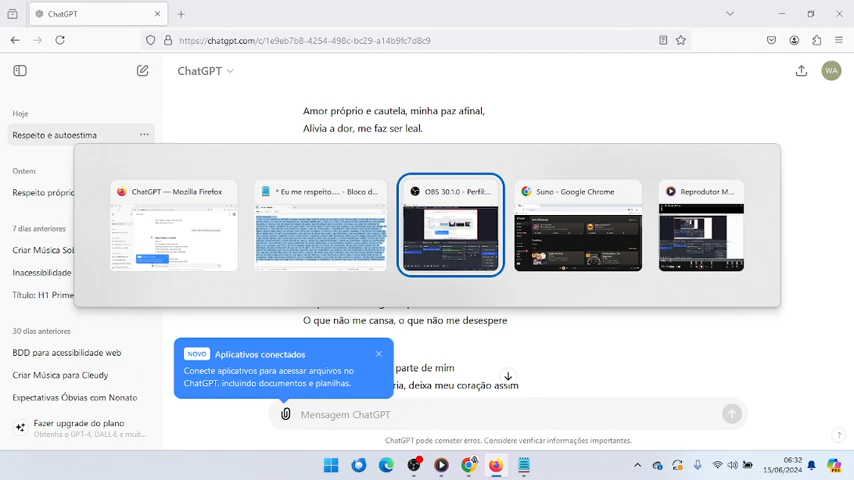 ChatGPT
https://chatgpt.com/c/1e9eb7b8-4254-498c-bc29-a14b9fc7d8c9
ChatGPT
WA
Hoje
Respeito e autoestima
Ontem
Respeito própric
7 dias anteriores
Criar Música Sob
Inacessibilidade
Título: H1 Prime
30 dias anteriores
BDD para acessibilidade web
Criar Música para Cleudy
Expectativas Óbvias com Nonato
Fazer upgrade do plano
Obtenha o GPT-4, DALL-E e muit...
Amor próprio e cautela, minha paz afinal,
Alivia a dor, me faz ser leal.
ChatGPT — Mozilla Firefox
* Eu me respeito.... - Bloco d...
OBS 30.1.0 - Perfil:...
Suno - Google Chrome
Reprodutor M...
O que não me cansa, o que não me desespere
parte de mim
ria, deixa meu coração assim
NOVO Aplicativos conectados
Conecte aplicativos para acessar arquivos no
ChatGPT, incluindo documentos e planilhas.
Mensagem ChatGPT
ChatGPT pode cometer erros. Considere verificar informações importantes.
?
06:32
15/06/2024